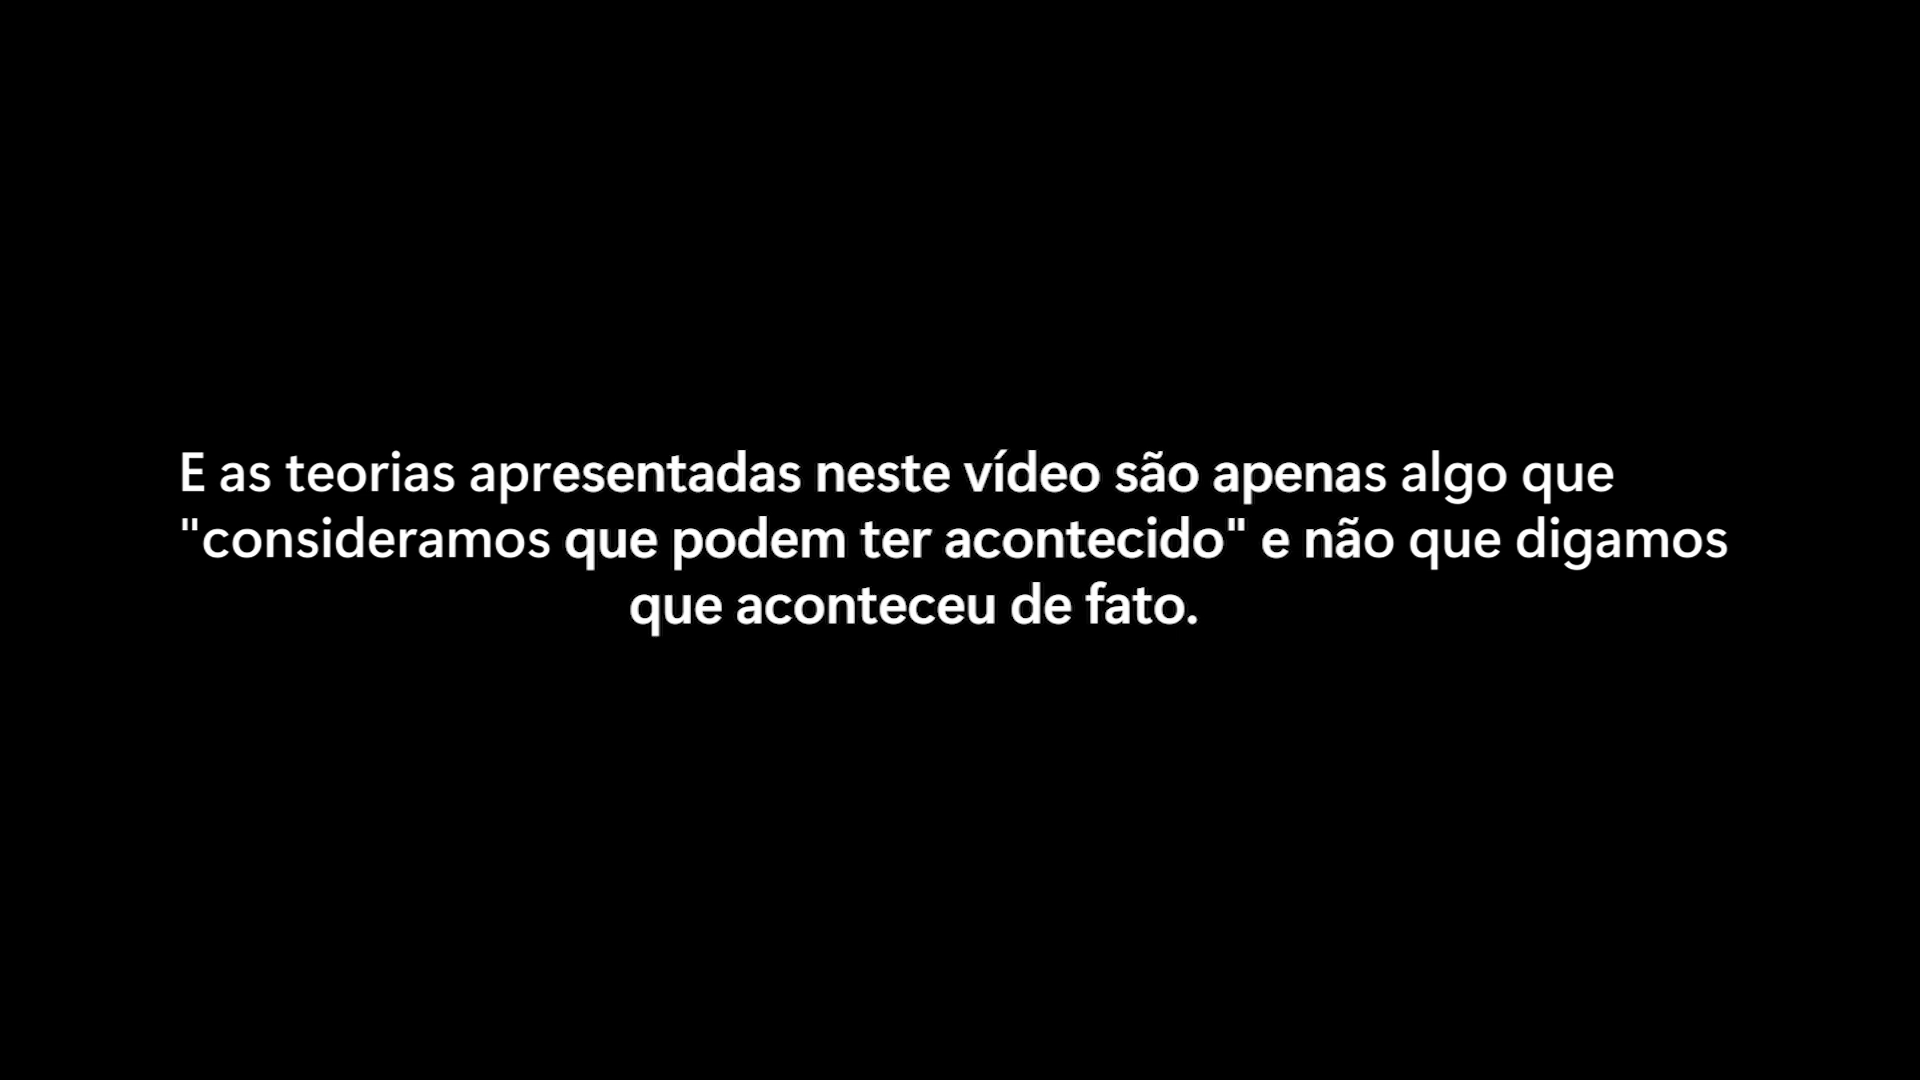 E as teorias apresentadas neste vídeo são apenas algo que
"consideramos que podem ter acontecido" e não que digamos
que aconteceu de fato.